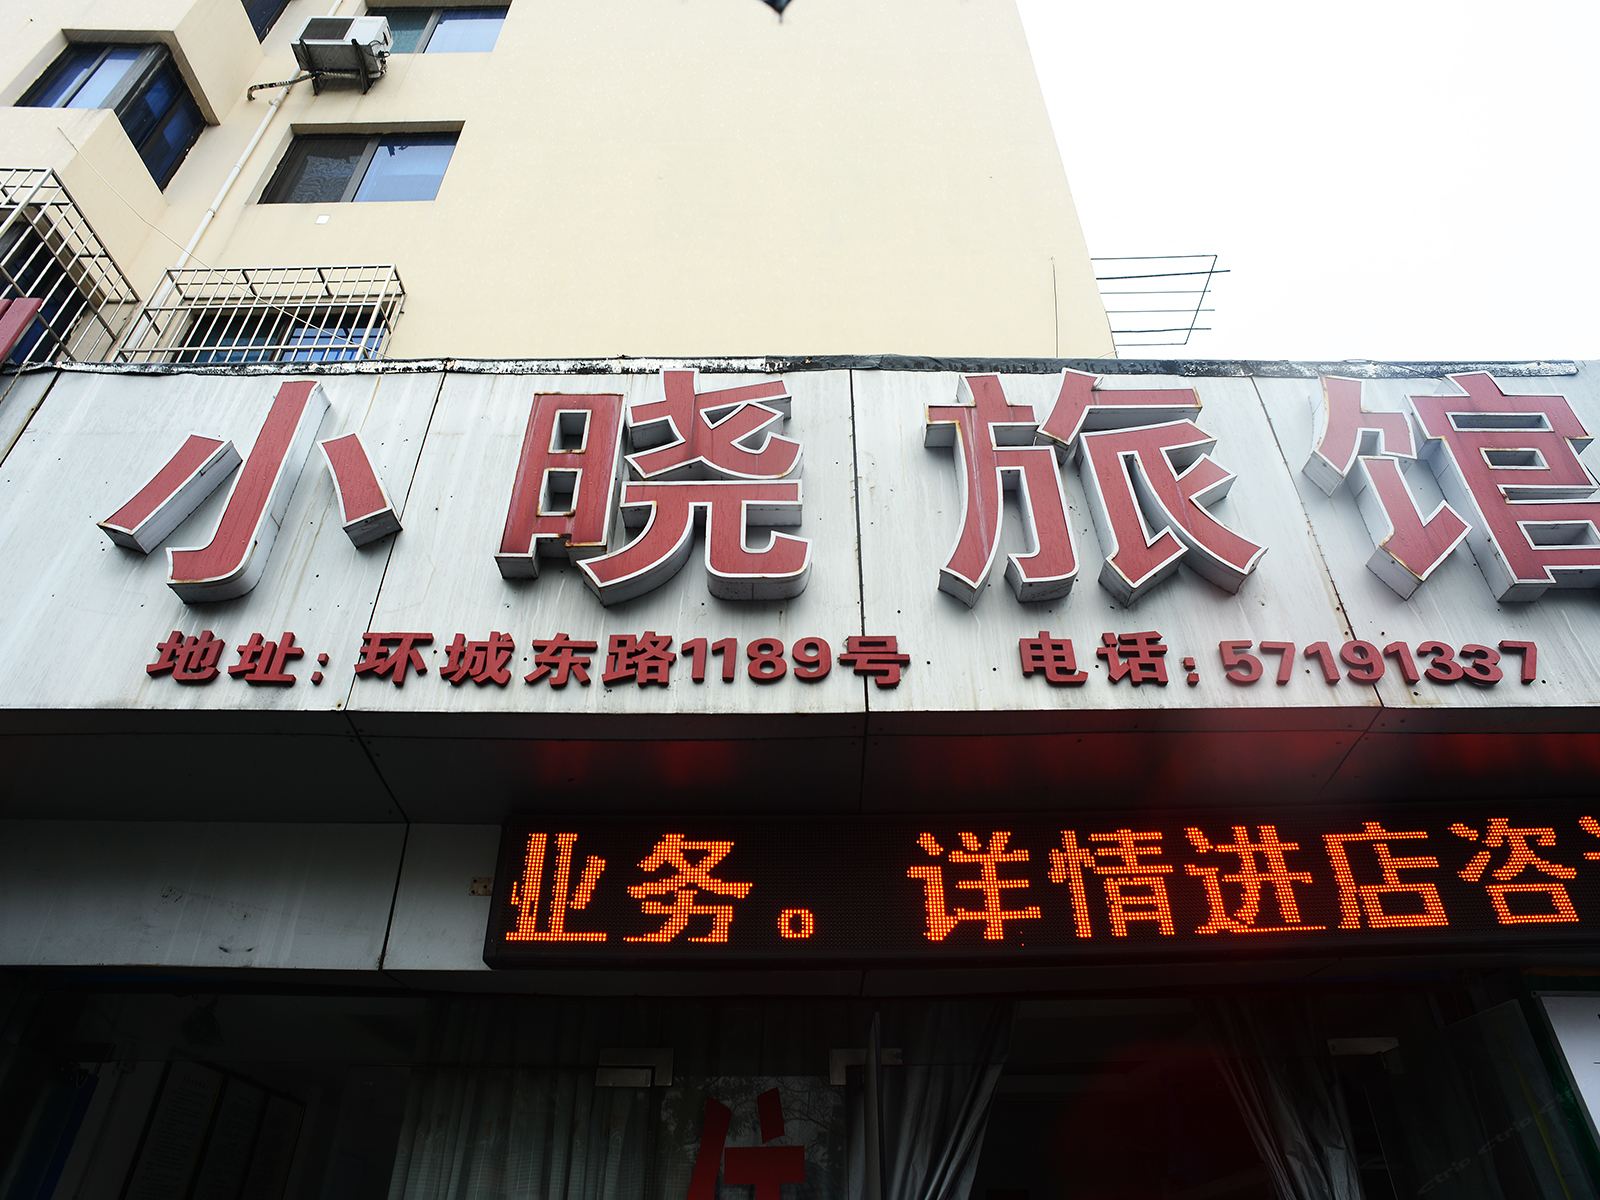 小晓旅馆
地址:环城东路1189号 电话:57191337
业务。详情进店咨
住